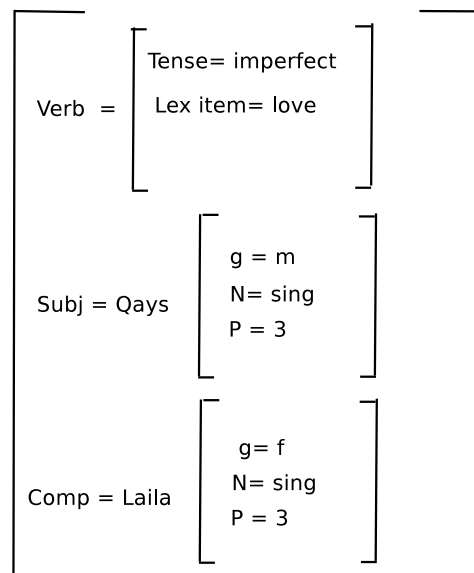 Tense= imperfect
Verb =
Lex item= love
g = m
N= sing
Subj = Qays
P = 3
g= f
N= sing
Comp = Laila
P = 3